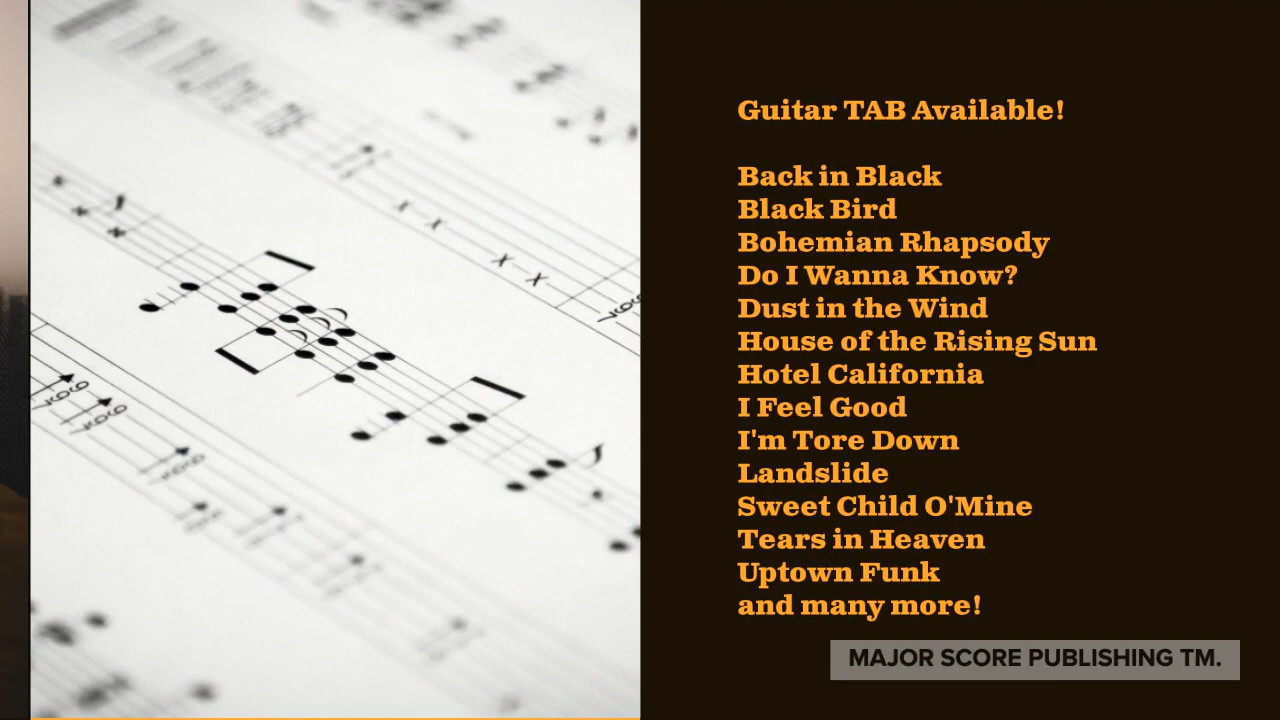 Guitar TAB Available!
Back in Black
Black Bird
Bohemian Rhapsody
Do I Wanna Know?
Dust in the Wind
House of the Rising Sun
Hotel California
I Feel Good
I'm Tore Down
Landslide
Sweet Child O'Mine
Tears in Heaven
Uptown Funk
and many more!
MAJOR SCORE PUBLISHING TM.